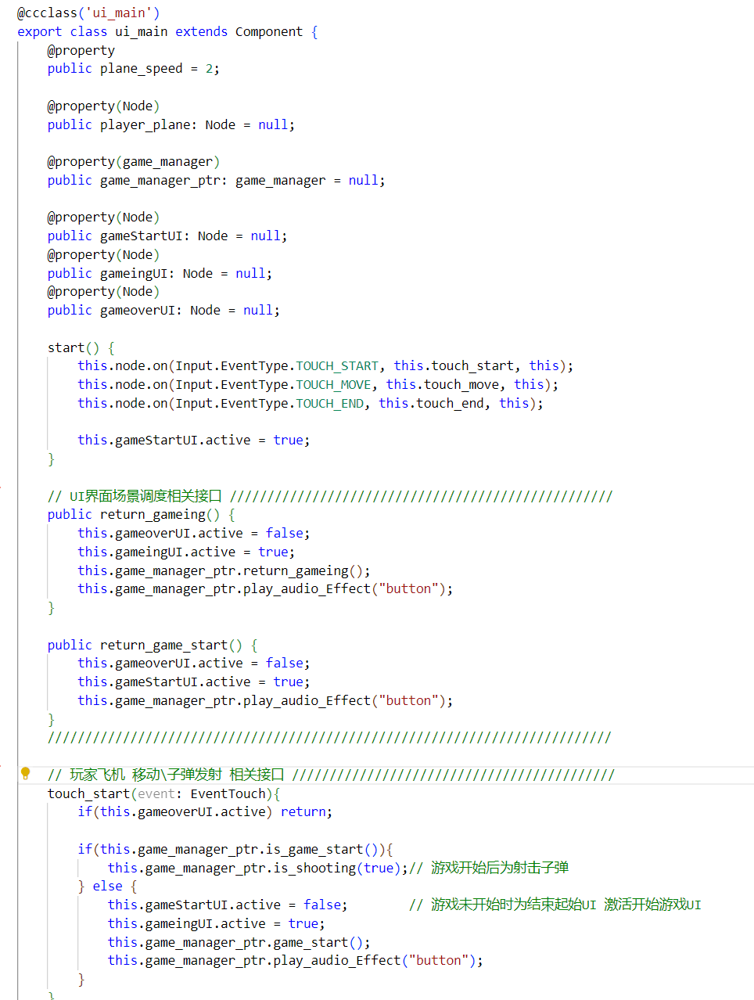 @ccclass('ui_main')
export class ui_main extends Component {
@property
public plane_speed = 2;
@property(Node)
public player_plane: Node = null;
@property(game_manager)
public game_manager_ptr: game_manager = null;
@property(Node)
public gameStartUI: Node = null;
@property(Node)
public gameingUI: Node = null;
@property(Node)
public gameoverUI: Node = null;
start() {
this.node.on(Input.EventType.TOUCH_START, this.touch_start, this);
this.node.on(Input.EventType.TOUCH_MOVE, this.touch_move, this);
this.node.on(Input.EventType.TOUCH_END, this.touch_end, this);
this.gameStartUI.active = true;
}
// UI界面场景调度相关接口 ///////////////////////////////////////////////////
public return_gameing() {
this.gameoverUI.active = false;
this.gameingUI.active = true;
this.game_manager_ptr.return_gameing();
this.game_manager_ptr.play_audio_Effect("button");
}
public return_game_start() {
this.gameoverUI.active = false;
this.gameStartUI.active = true;
this.game_manager_ptr.play_audio_Effect("button");
}
///////////////////////////////////////////////////////////////////////////
// 玩家飞机 移动\子弹发射 相关接口 ///////////////////////////////////////////
touch_start(event: EventTouch){
if(this.gameoverUI.active) return;
if(this.game_manager_ptr.is_game_start()){
this.game_manager_ptr.is_shooting(true);// 游戏开始后为射击子弹
} else {
this.gameStartUI.active = false; // 游戏未开始时为结束起始UI 激活开始游戏UI
this.gameingUI.active = true;
this.game_manager_ptr.game_start();
this.game_manager_ptr.play_audio_Effect("button");
}
}